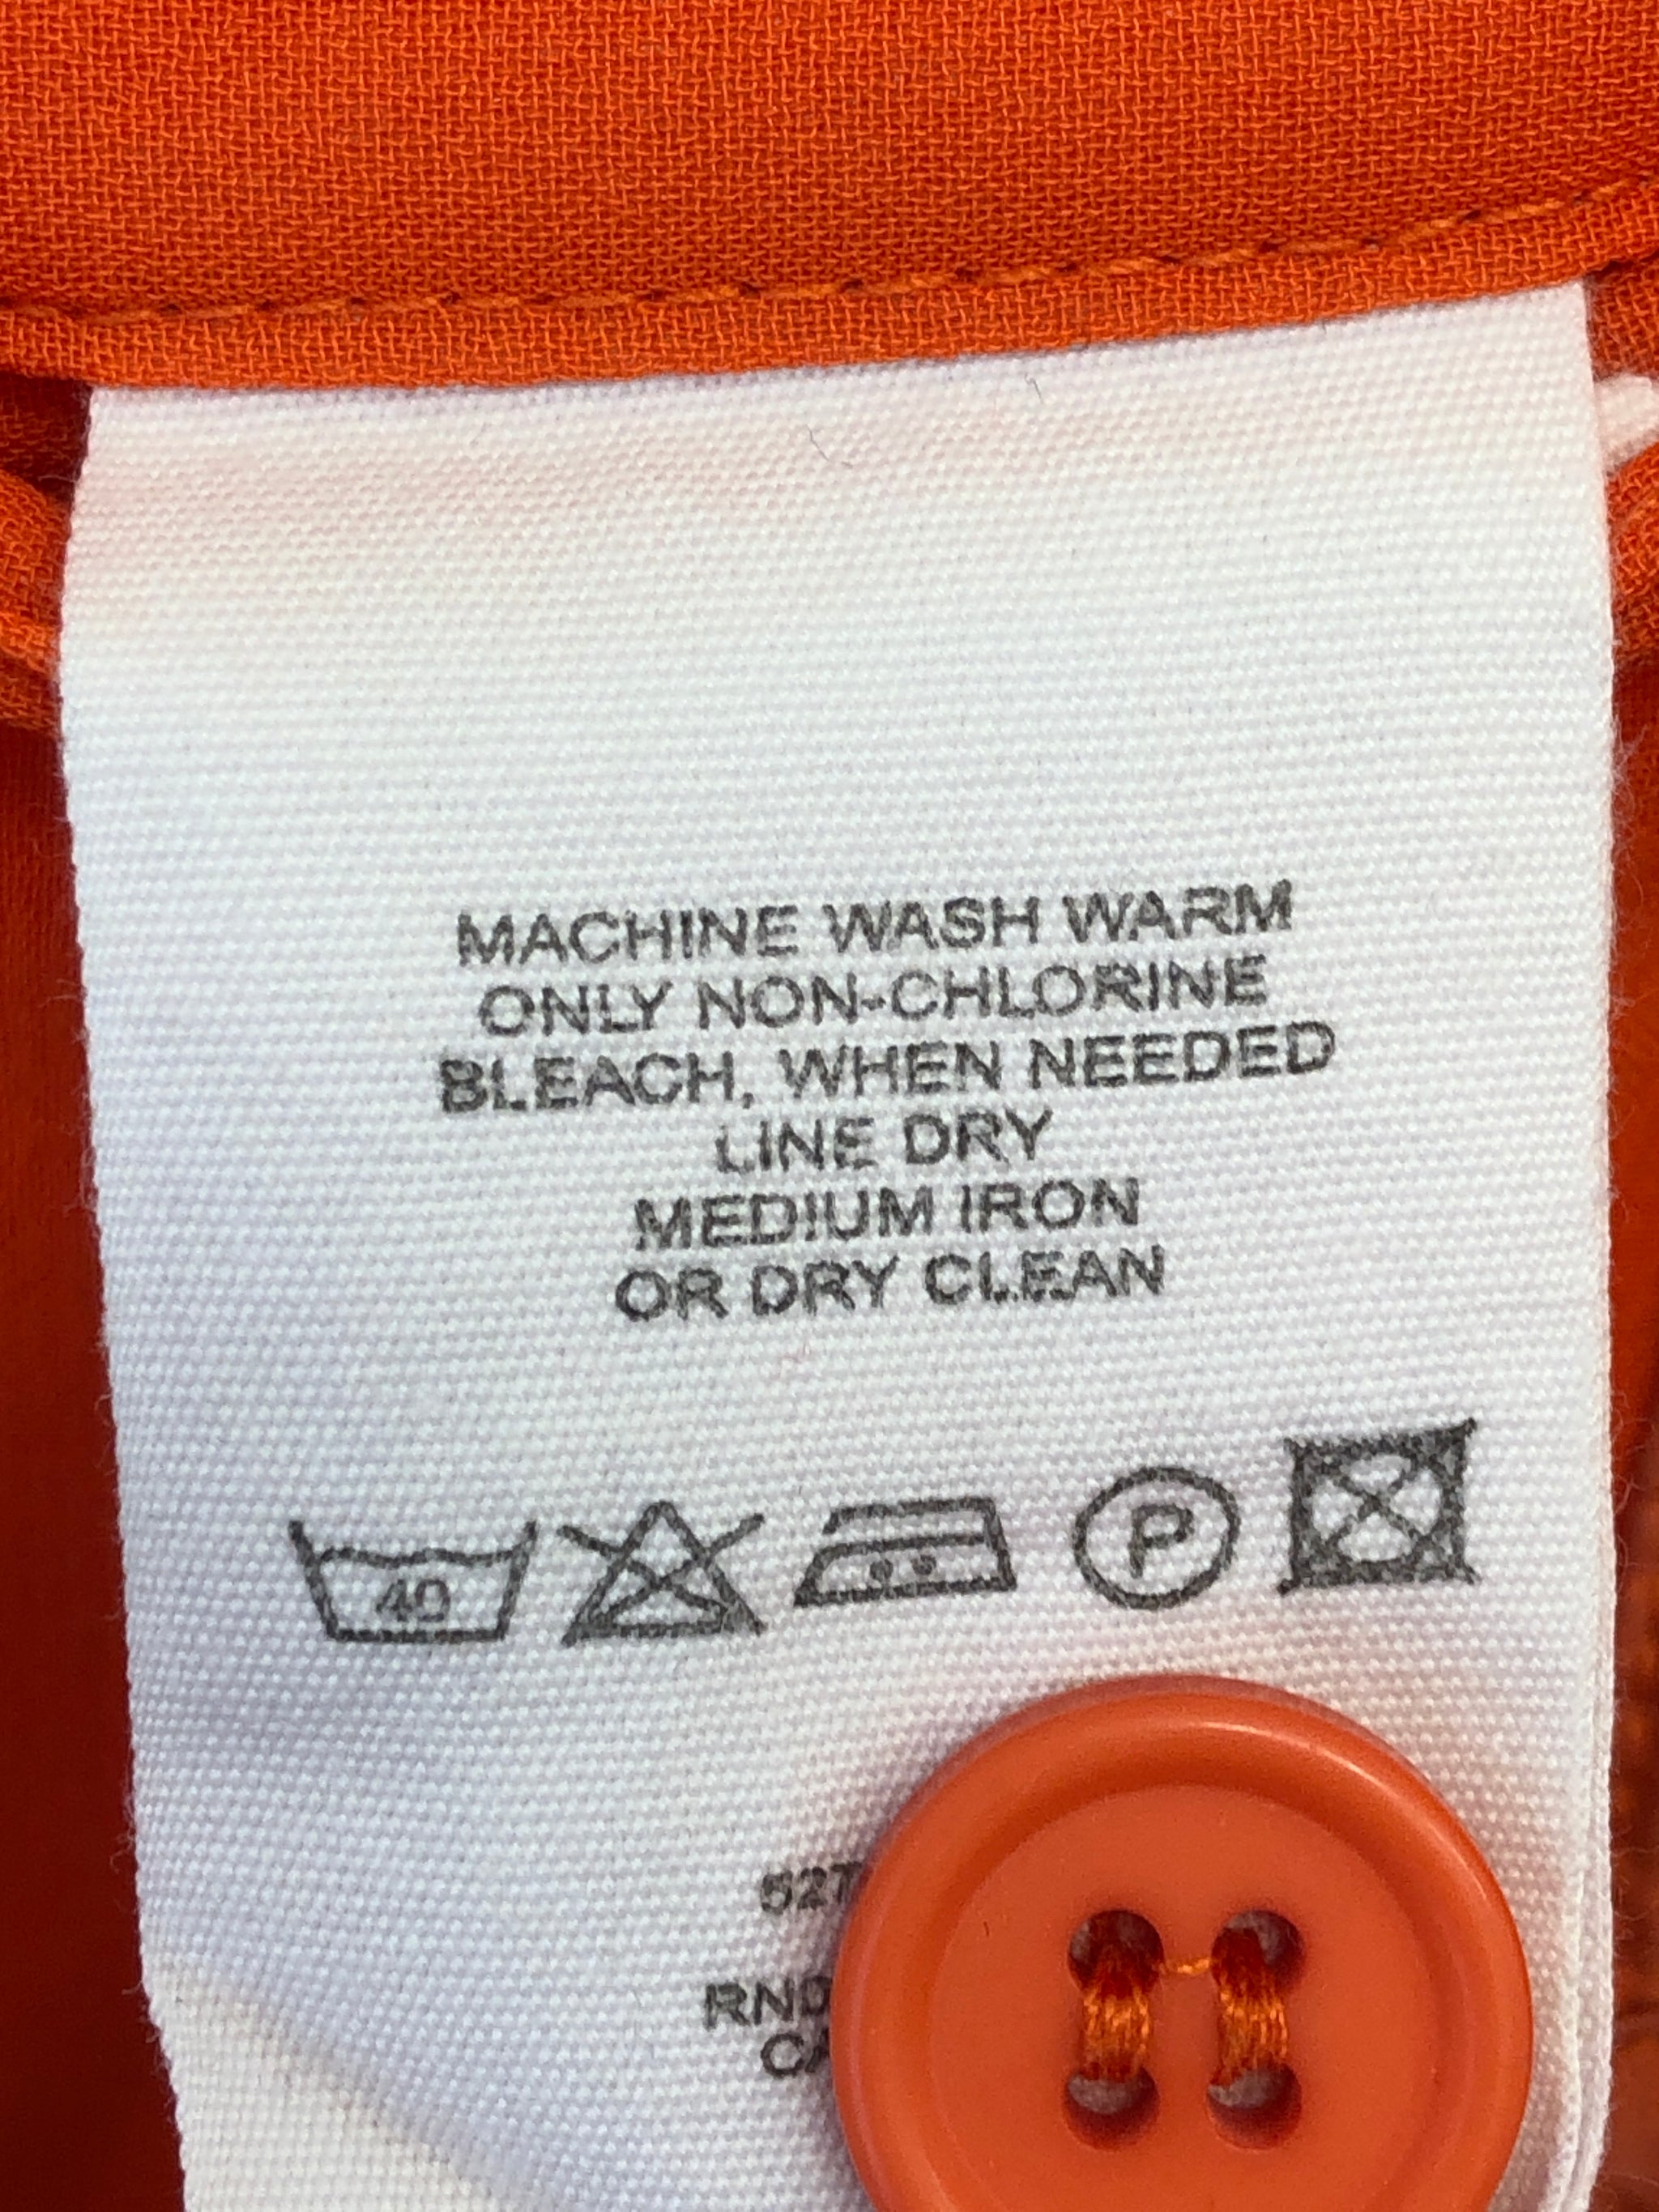 MACHINE WASH WARM
ONLY NON-CHLORINE
BLEACH, WHEN NEEDED
LINE DRY
MEDIUM IRON
OR DRY CLEAN
40
P